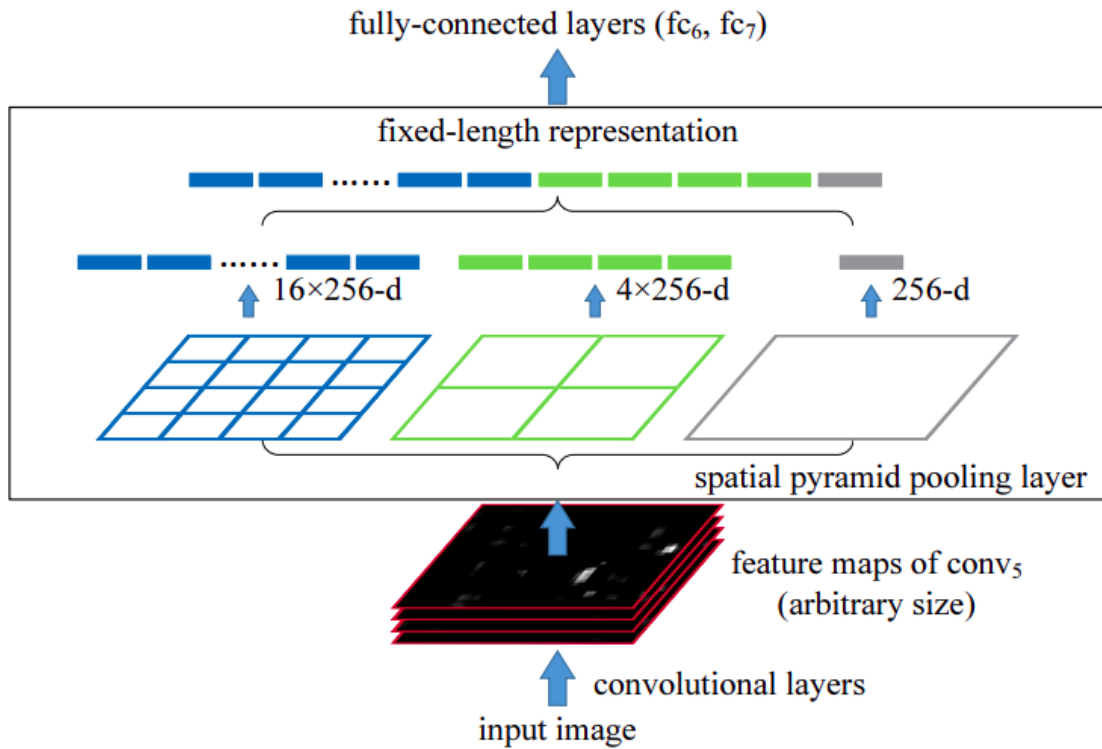 fully-connected layers (fc₆, fc₇)
fixed-length representation
......
......
16×256-d
4×256-d
256-d
spatial pyramid pooling layer
feature maps of conv₅
(arbitrary size)
convolutional layers
input image